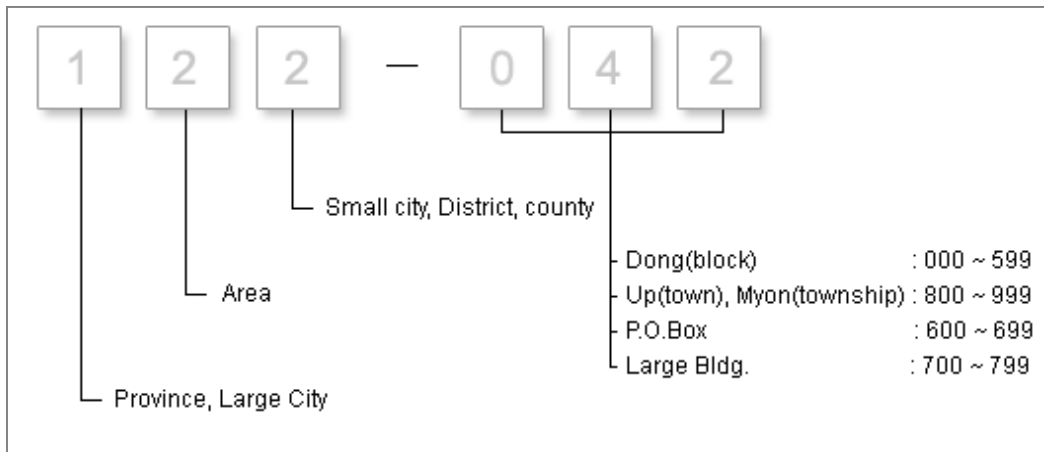 1 2 2 — 0 4 2
Small city, District, county
Dong(block) : 000 ~ 599
Area
Up(town), Myon(township) : 800 ~ 999
P.O.Box : 600 ~ 699
Large Bldg. : 700 ~ 799
Province, Large City